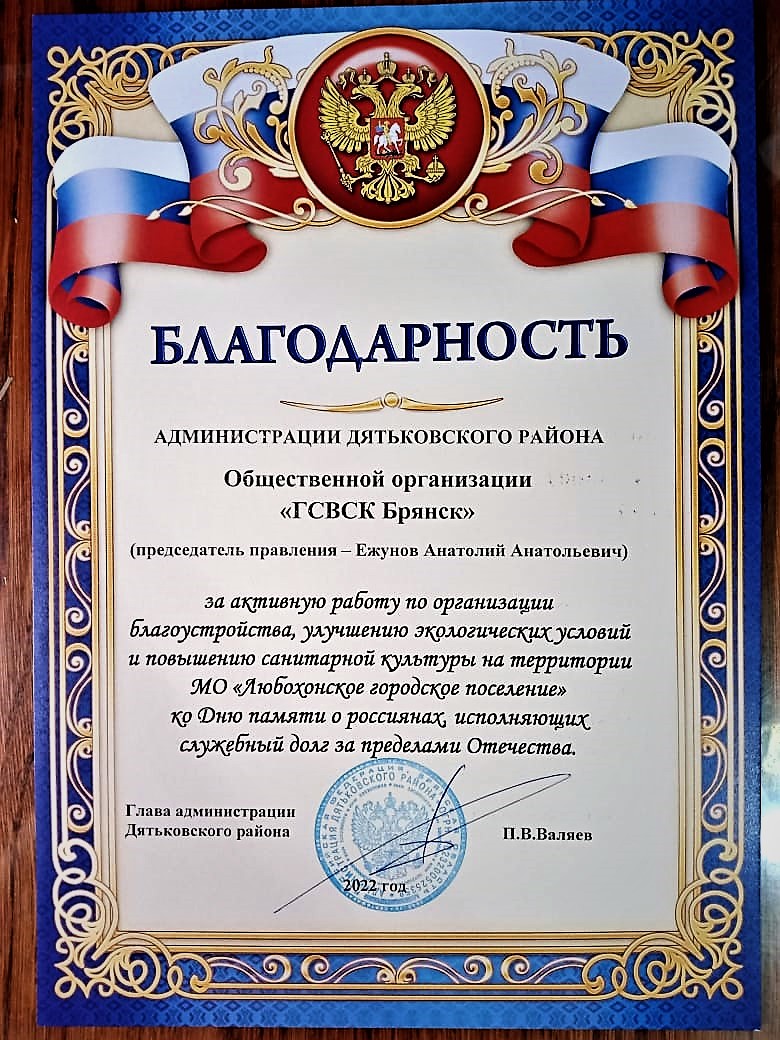 БЛАГОДАРНОСТЬ
АДМИНИСТРАЦИИ ДЯТЬКОВСКОГО РАЙОНА
Общественной организации
«ГСВСК Брянск»
(председатель правления – Ежунов Анатолий Анатольевич)
за активную работу по организации
благоустройства, улучшению экологических условий
и повышению санитарной культуры на территории
МО «Любохонское городское поселение»
ко Дню памяти о россиянах, исполняющих
служебный долг за пределами Отечества.
Глава администрации
Дятьковского района
П.В.Валяев
ДЯТЬКОВСКОГО РАЙОНА
2022 год